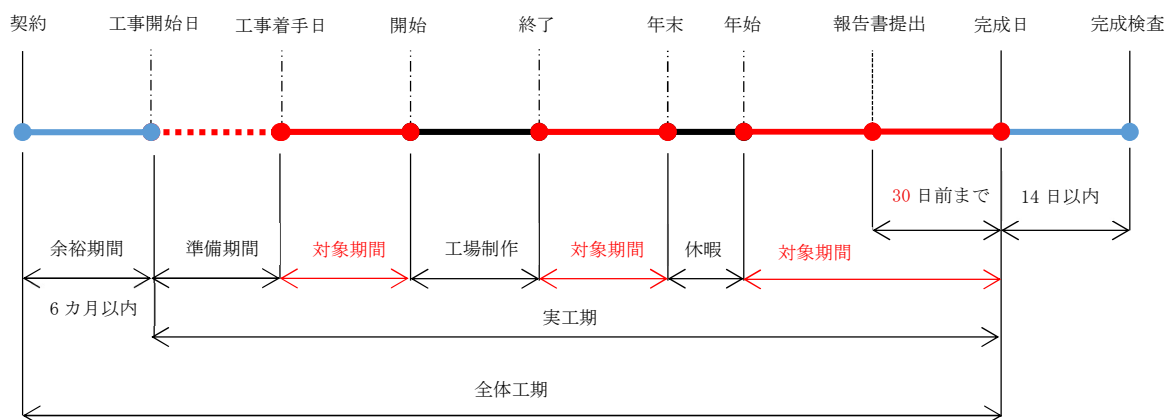 契約
工事開始日
工事着手日
開始
終了
年末
年始
報告書提出
完成日
完成検査
30 日前まで
14 日以内
余裕期間
準備期間
対象期間
工場制作
対象期間
休暇
対象期間
6 カ月以内
実工期
全体工期